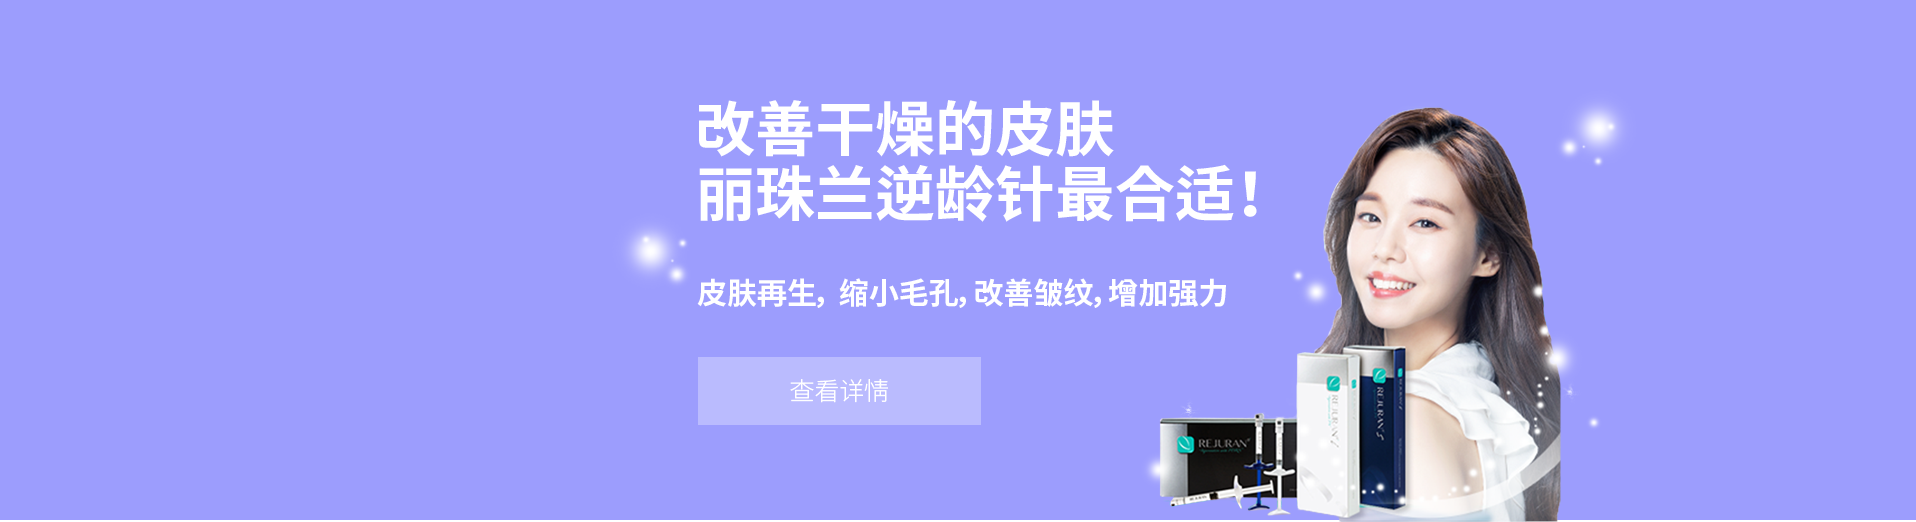 改善干燥的皮肤
丽珠兰逆龄针最合适!
皮肤再生, 缩小毛孔, 改善皱纹, 增加强力
查看详情
REJURAN®
REJURAN
REJURAN S